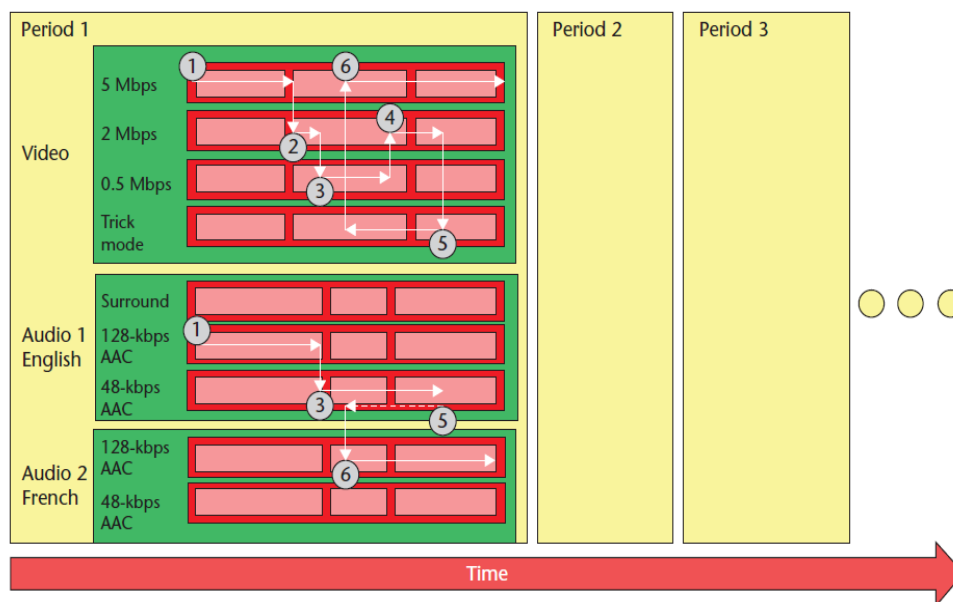 Period 1
Period 2
Period 3
Video
5 Mbps
2 Mbps
0.5 Mbps
Trick
mode
1
6
4
2
3
5
Audio 1
English
Surround
128-kbps
AAC
48-kbps
AAC
1
3
5
Audio 2
French
128-kbps
AAC
48-kbps
AAC
6
Time